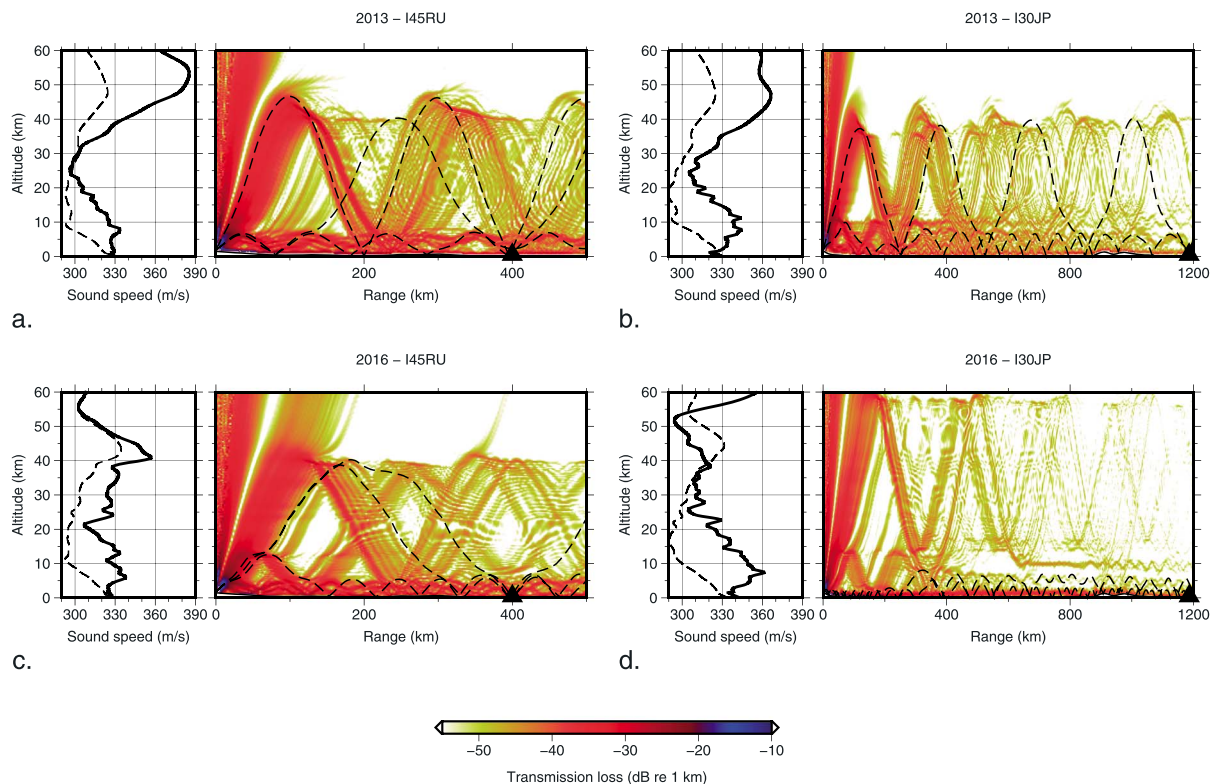 2013 – I45RU
60
50
40
30
20
10
0
Altitude (km)
300 330 360 390
Sound speed (m/s)
0 200 400
Range (km)
a.
2013 – I30JP
60
50
40
30
20
10
0
Altitude (km)
300 330 360 390
Sound speed (m/s)
0 400 800 1200
Range (km)
b.
2016 – I45RU
60
50
40
30
20
10
0
Altitude (km)
300 330 360 390
Sound speed (m/s)
0 200 400
Range (km)
c.
2016 – I30JP
60
50
40
30
20
10
0
Altitude (km)
300 330 360 390
Sound speed (m/s)
0 400 800 1200
Range (km)
d.
−50 −40 −30 −20 −10
Transmission loss (dB re 1 km)